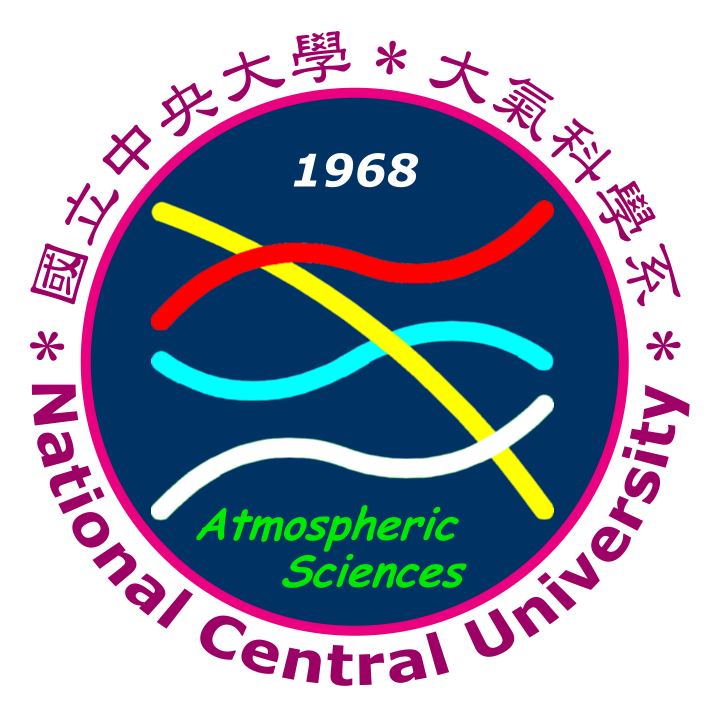 國立中央大學 * 大氣科學系
1968
Atmospheric
Sciences
* National Central University *